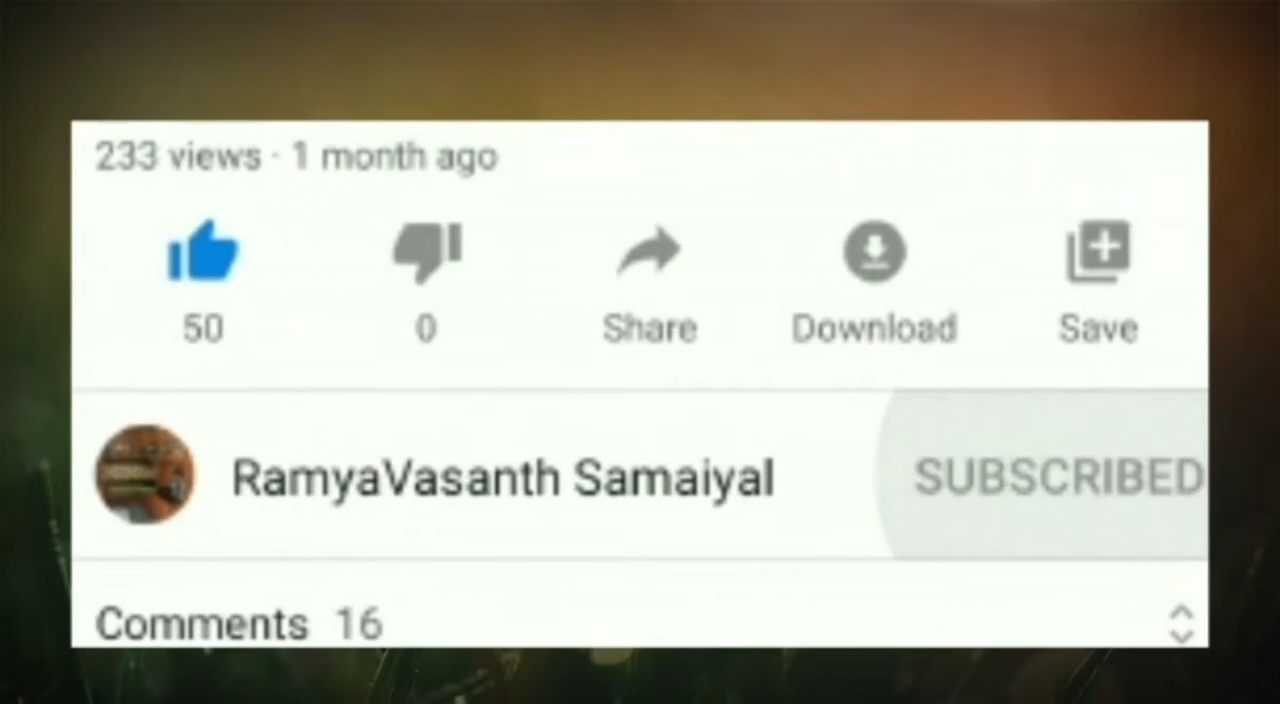 233 views · 1 month ago
50 0 Share Download Save
RamyaVasanth Samaiyal SUBSCRIBED
Comments 16